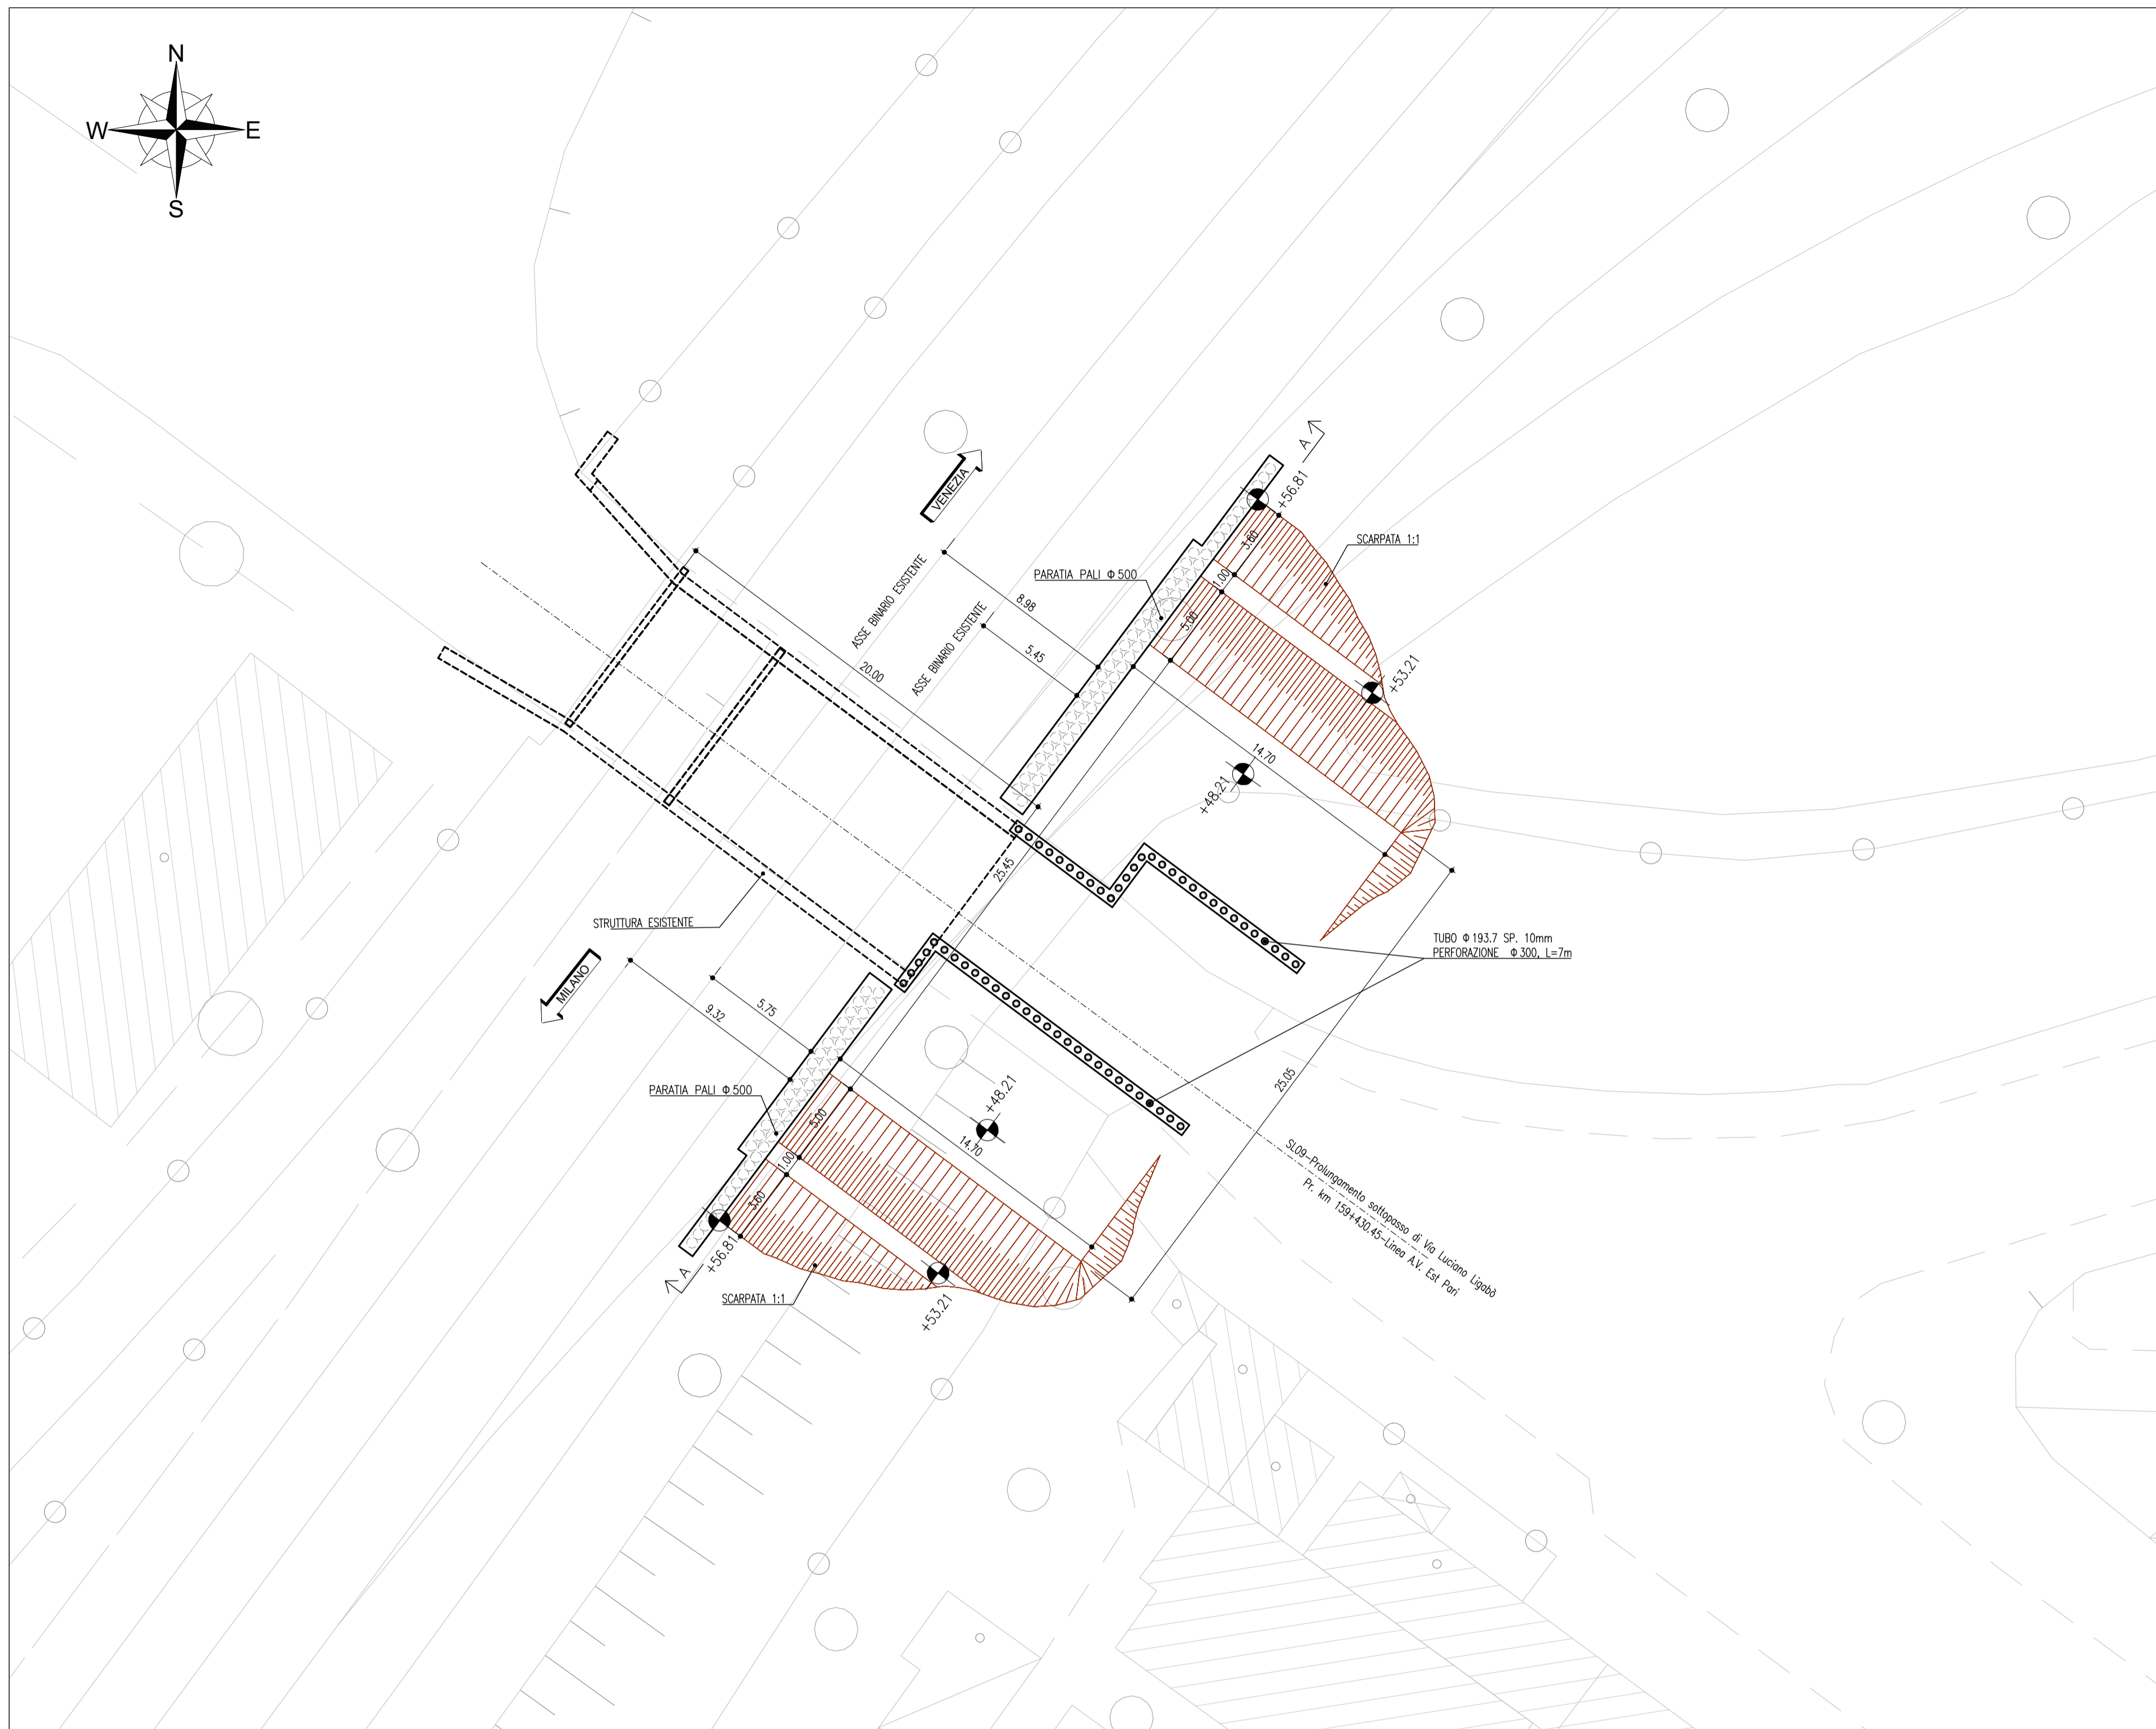 N
W
E
S
A
+56.81
VENEZIA
SCARPATA 1:1
3.60
ASSE BINARIO ESISTENTE
PARATIA PALI Φ500
1.00
8.98
5.00
ASSE BINARIO ESISTENTE
5.45
20.00
+53.21
14.70
+48.21
25.45
STRUTTURA ESISTENTE
TUBO Φ193.7 SP. 10mm
PERFORAZIONE Φ300, L=7m
MILANO
5.75
9.32
PARATIA PALI Φ500
+48.21
25.05
5.00
14.70
1.00
3.60
SL09-Prolungamento sottopasso di Via Luciano Ligabò
Pr. km 159+430.45-Linea A.V. Est Pari
+56.81
A
SCARPATA 1:1
+53.21